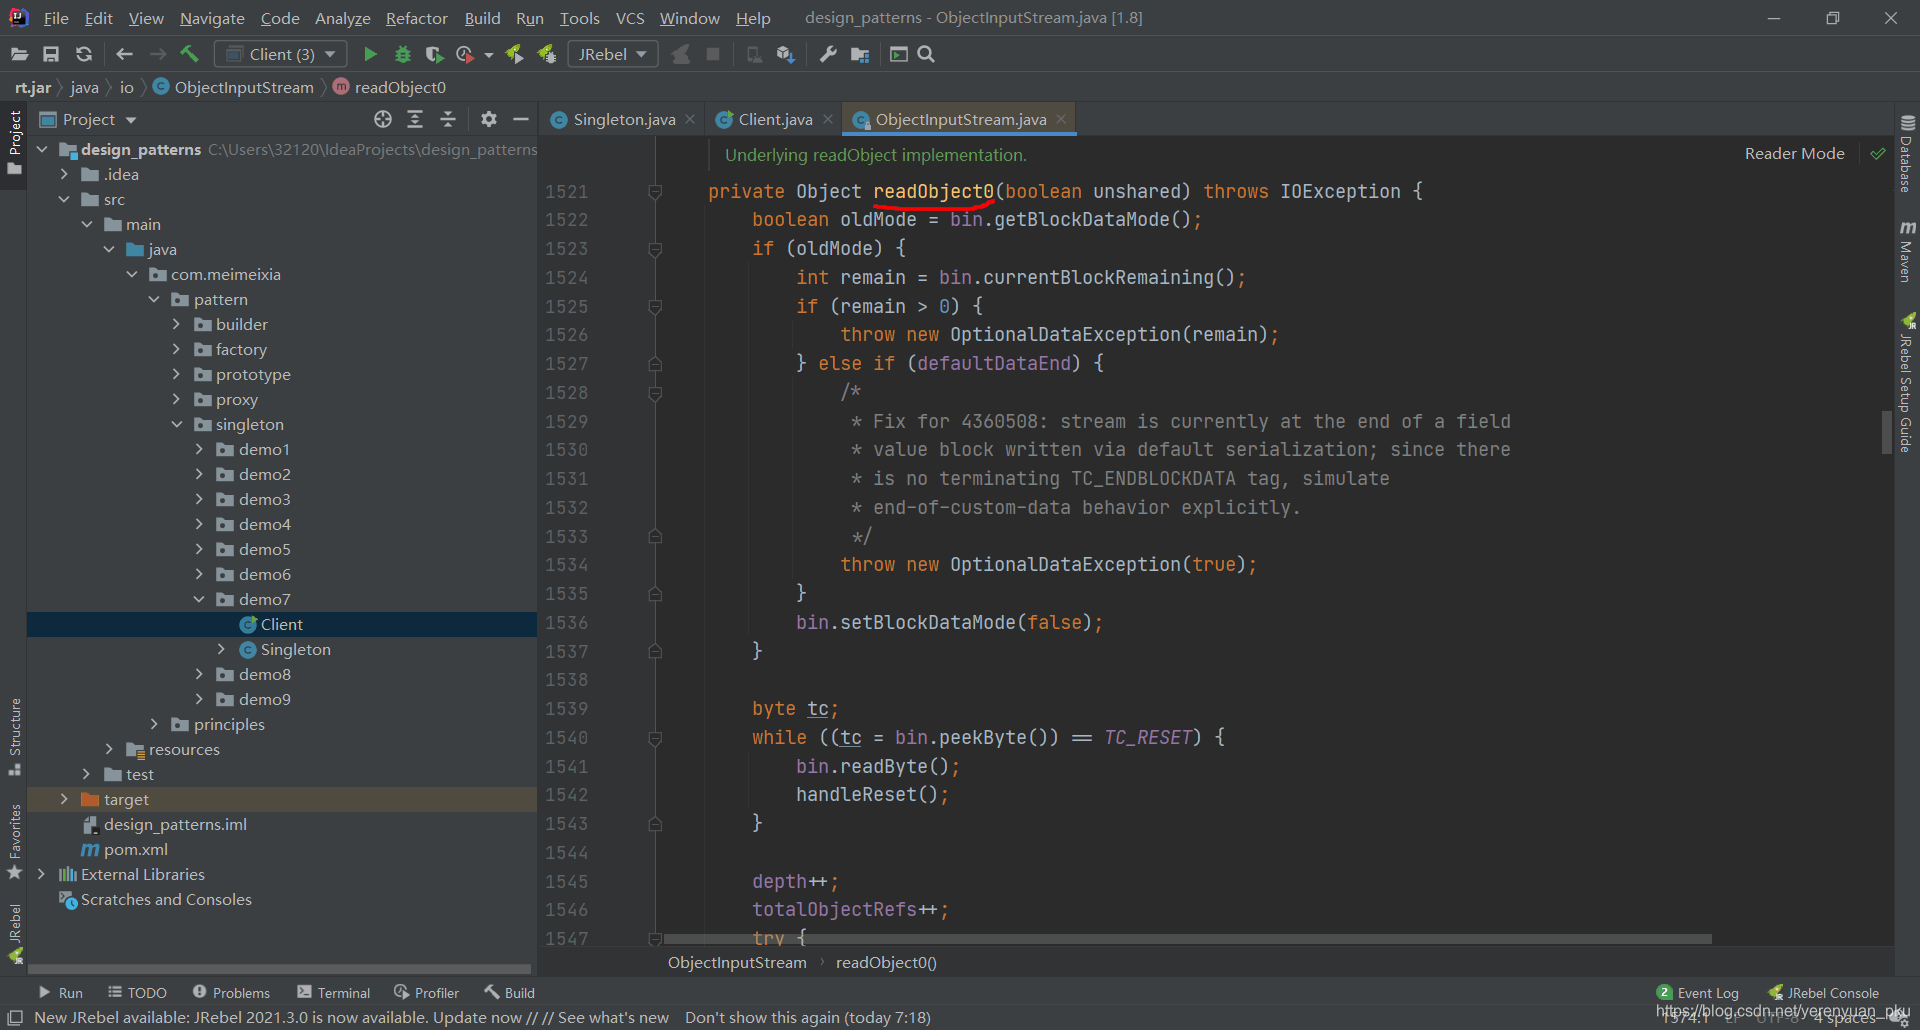 File Edit View Navigate Code Analyze Refactor Build Run Tools VCS Window Help design_patterns - ObjectInputStream.java [1.8]
Client (3) JRebel
rt.jar java io ObjectInputStream readObject0
Project
Singleton.java Client.java ObjectInputStream.java
design_patterns C:\Users\32120\IdeaProjects\design_patterns
.idea
src
main
java
com.meimeixia
pattern
builder
factory
prototype
proxy
singleton
demo1
demo2
demo3
demo4
demo5
demo6
demo7
Client
Singleton
demo8
demo9
principles
resources
test
target
design_patterns.iml
pom.xml
External Libraries
Scratches and Consoles
Project
Structure
Favorites
JRebel
Underlying readObject implementation.
Reader Mode
1521 private Object readObject0(boolean unshared) throws IOException {
1522 boolean oldMode = bin.getBlockDataMode();
1523 if (oldMode) {
1524 int remain = bin.currentBlockRemaining();
1525 if (remain > 0) {
1526 throw new OptionalDataException(remain);
1527 } else if (defaultDataEnd) {
1528 /*
1529 * Fix for 4360508: stream is currently at the end of a field
1530 * value block written via default serialization; since there
1531 * is no terminating TC_ENDBLOCKDATA tag, simulate
1532 * end-of-custom-data behavior explicitly.
1533 */
1534 throw new OptionalDataException(true);
1535 }
1536 bin.setBlockDataMode(false);
1537 }
1538
1539 byte tc;
1540 while ((tc = bin.peekByte()) == TC_RESET) {
1541 bin.readByte();
1542 handleReset();
1543 }
1544
1545 depth++;
1546 totalObjectRefs++;
1547 try {
ObjectInputStream readObject0()
Database
m Maven
JRebel Setup Guide
Run TODO Problems Terminal Profiler Build
2 Event Log JRebel Console
New JRebel available: JRebel 2021.3.0 is now available. Update now // // See what's new Don't show this again (today 7:18)
1574:1 LF UTF-8 4 spaces
https://blog.csdn.net/yerenyuan_pku